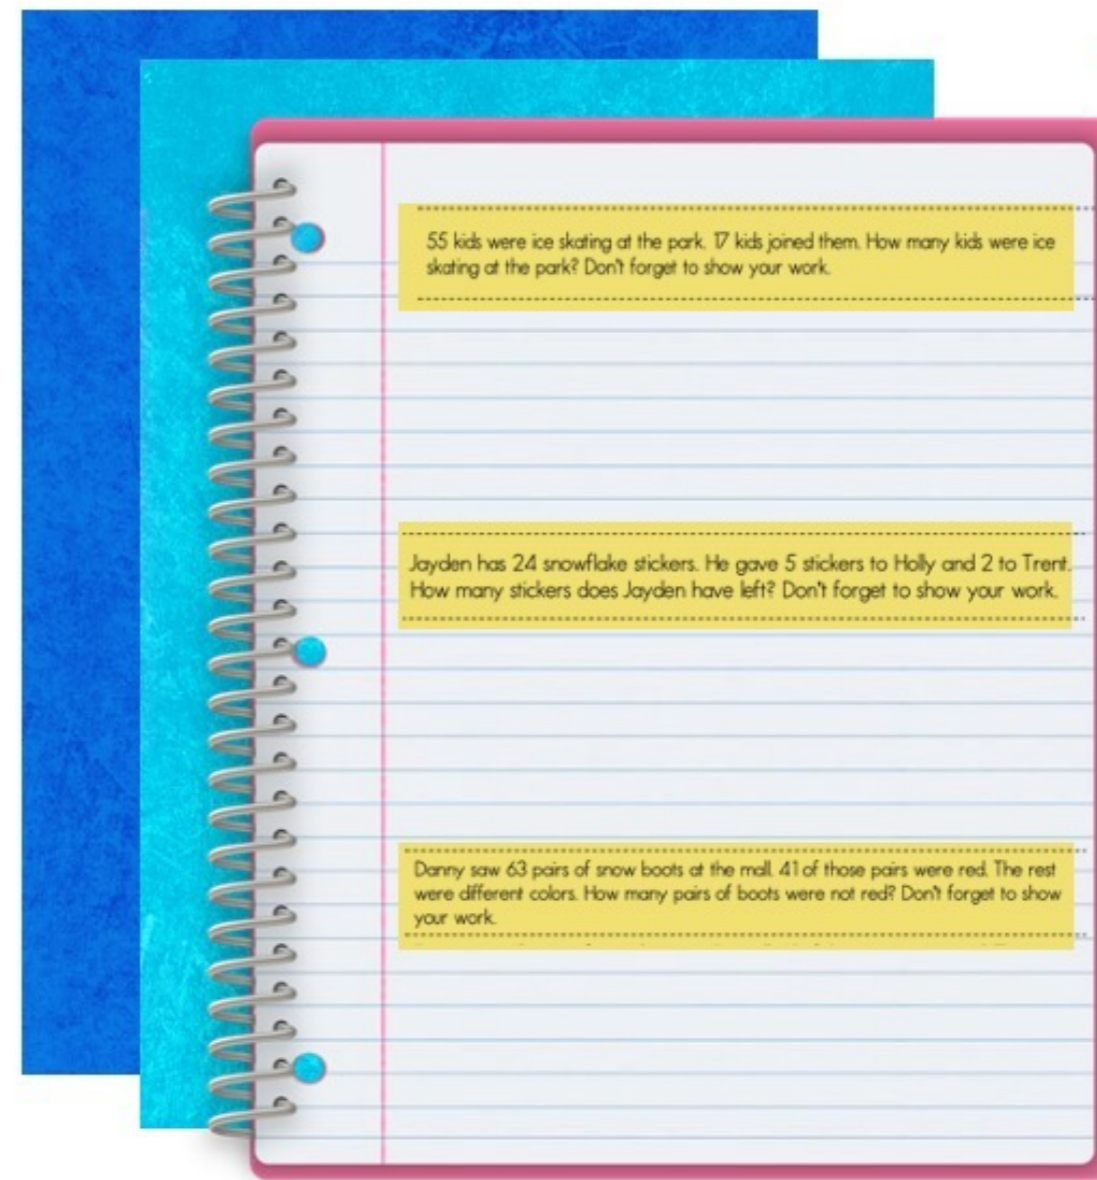 55 kids were ice skating at the park. 17 kids joined them. How many kids were ice
skating at the park? Don't forget to show your work.
Jayden has 24 snowflake stickers. He gave 5 stickers to Holly and 2 to Trent.
How many stickers does Jayden have left? Don't forget to show your work.
Danny saw 63 pairs of snow boots at the mall. 41 of those pairs were red. The rest
were different colors. How many pairs of boots were not red? Don't forget to show
your work.